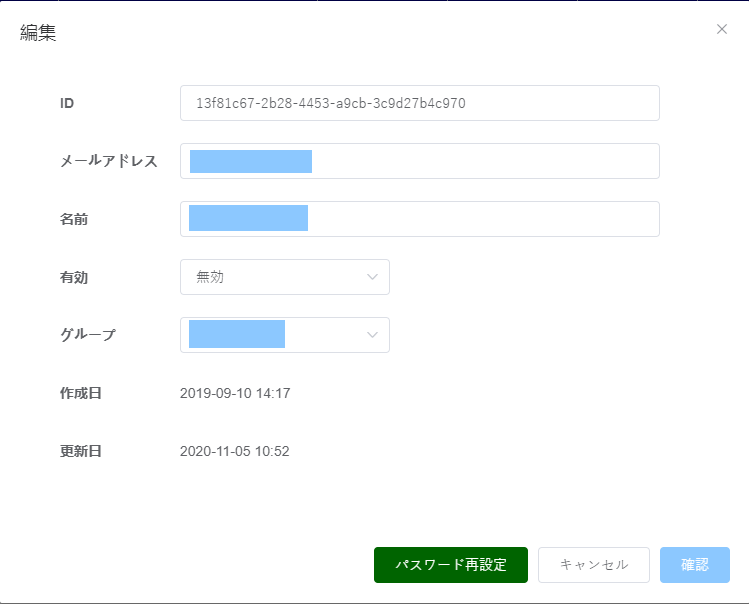 編集
ID 13f81c67-2b28-4453-a9cb-3c9d27b4c970
メールアドレス
名前
有効 無効
グループ
作成日 2019-09-10 14:17
更新日 2020-11-05 10:52
パスワード再設定 キャンセル 確認